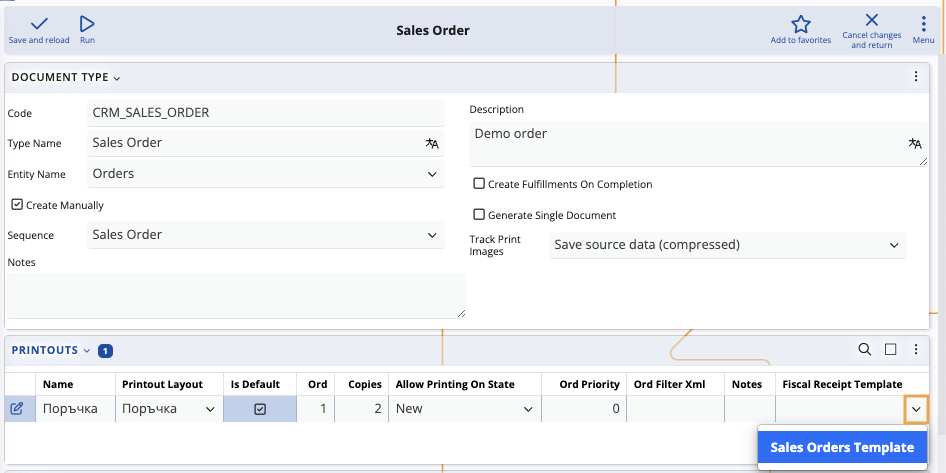 Sales Order
Save and reload
Run
Add to favorites
Cancel changes
and return
Menu
DOCUMENT TYPE
Code
CRM_SALES_ORDER
Type Name
Sales Order
Entity Name
Orders
Create Manually
Sequence
Sales Order
Notes
Description
Demo order
Create Fulfillments On Completion
Generate Single Document
Track Print
Images
Save source data (compressed)
PRINTOUTS 1
Name Printout Layout Is Default Ord Copies Allow Printing On State Ord Priority Ord Filter Xml Notes Fiscal Receipt Template
Поръчка Поръчка 1 2 New 0
Sales Orders Template